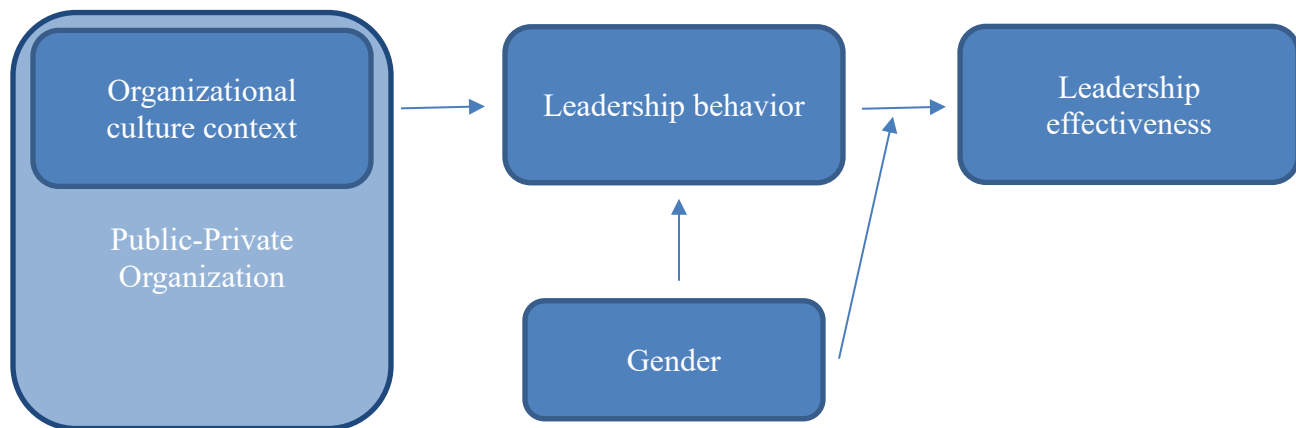 Organizational
culture context
Public-Private
Organization
Leadership behavior
Leadership
effectiveness
Gender